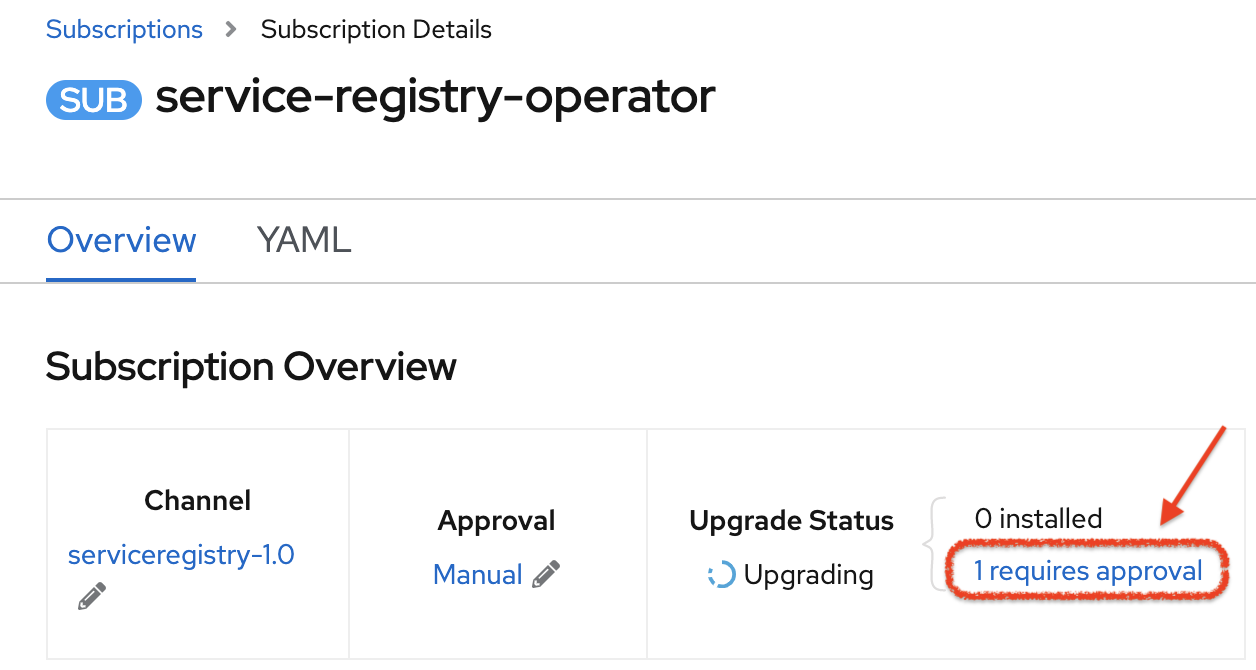 Subscriptions > Subscription Details
SUB service-registry-operator
Overview YAML
Subscription Overview
Channel
serviceregistry-1.0
Approval
Manual
Upgrade Status
Upgrading
0 installed
1 requires approval